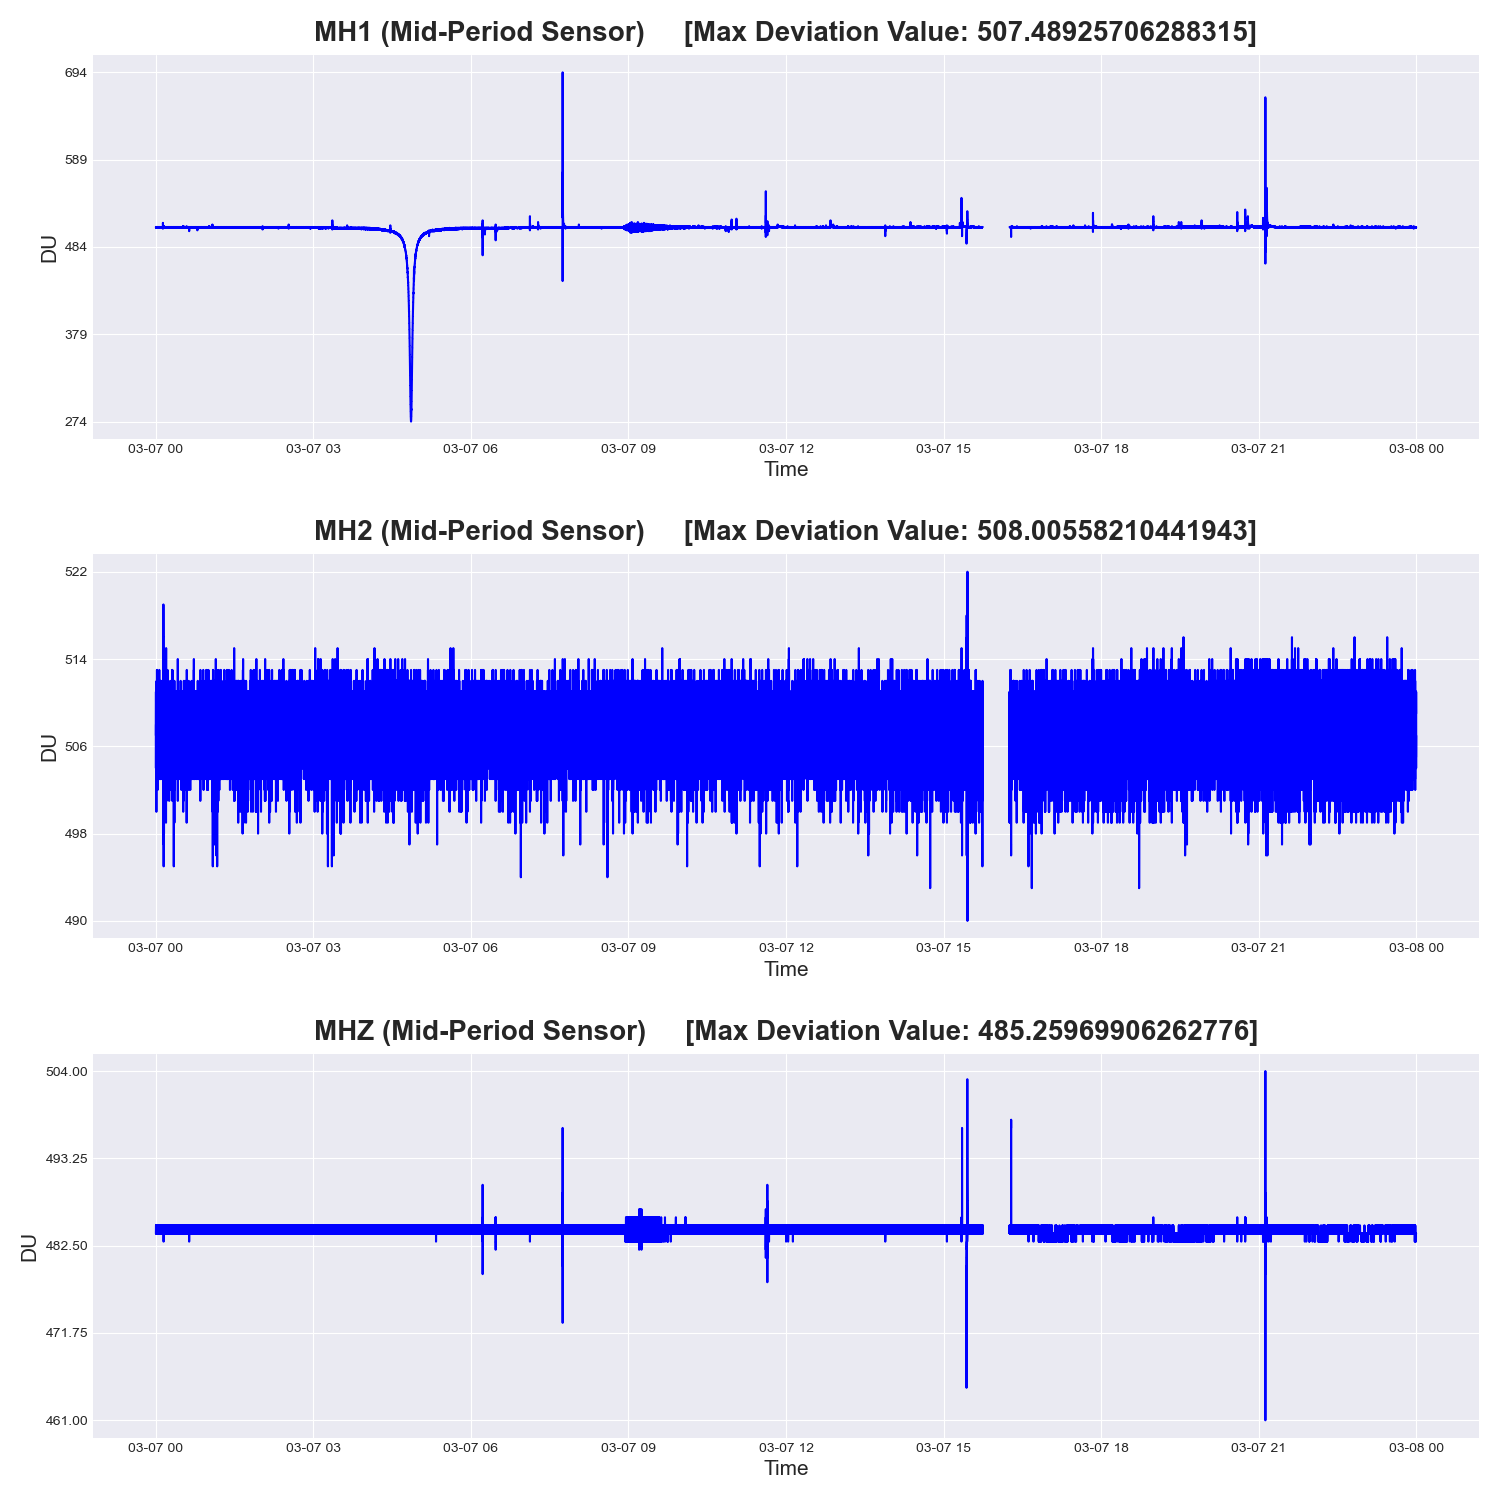 MH1 (Mid-Period Sensor) [Max Deviation Value: 507.48925706288315]
694
589
484
379
274
DU
03-07 00 03-07 03 03-07 06 03-07 09 03-07 12 03-07 15 03-07 18 03-07 21 03-08 00
Time
MH2 (Mid-Period Sensor) [Max Deviation Value: 508.00558210441943]
522
514
506
498
490
DU
03-07 00 03-07 03 03-07 06 03-07 09 03-07 12 03-07 15 03-07 18 03-07 21 03-08 00
Time
MHZ (Mid-Period Sensor) [Max Deviation Value: 485.25969906262776]
504.00
493.25
482.50
471.75
461.00
DU
03-07 00 03-07 03 03-07 06 03-07 09 03-07 12 03-07 15 03-07 18 03-07 21 03-08 00
Time